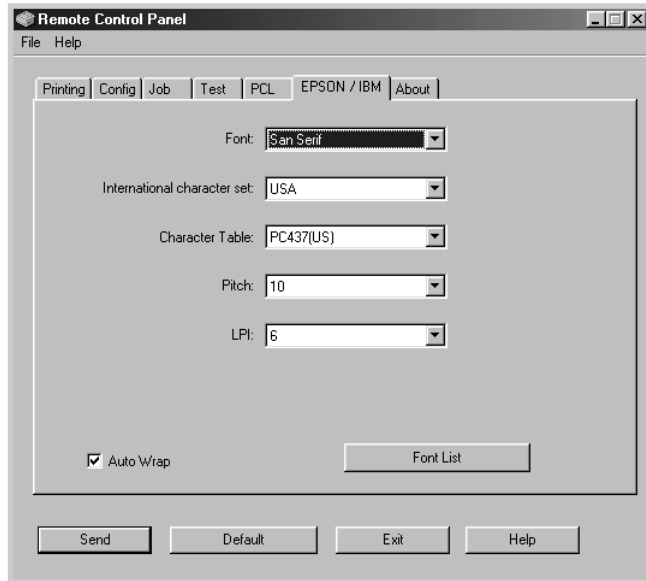 Remote Control Panel
File Help
Printing Config Job Test PCL EPSON / IBM About
Font: San Serif
International character set: USA
Character Table: PC437(US)
Pitch: 10
LPI: 6
Auto Wrap Font List
Send Default Exit Help